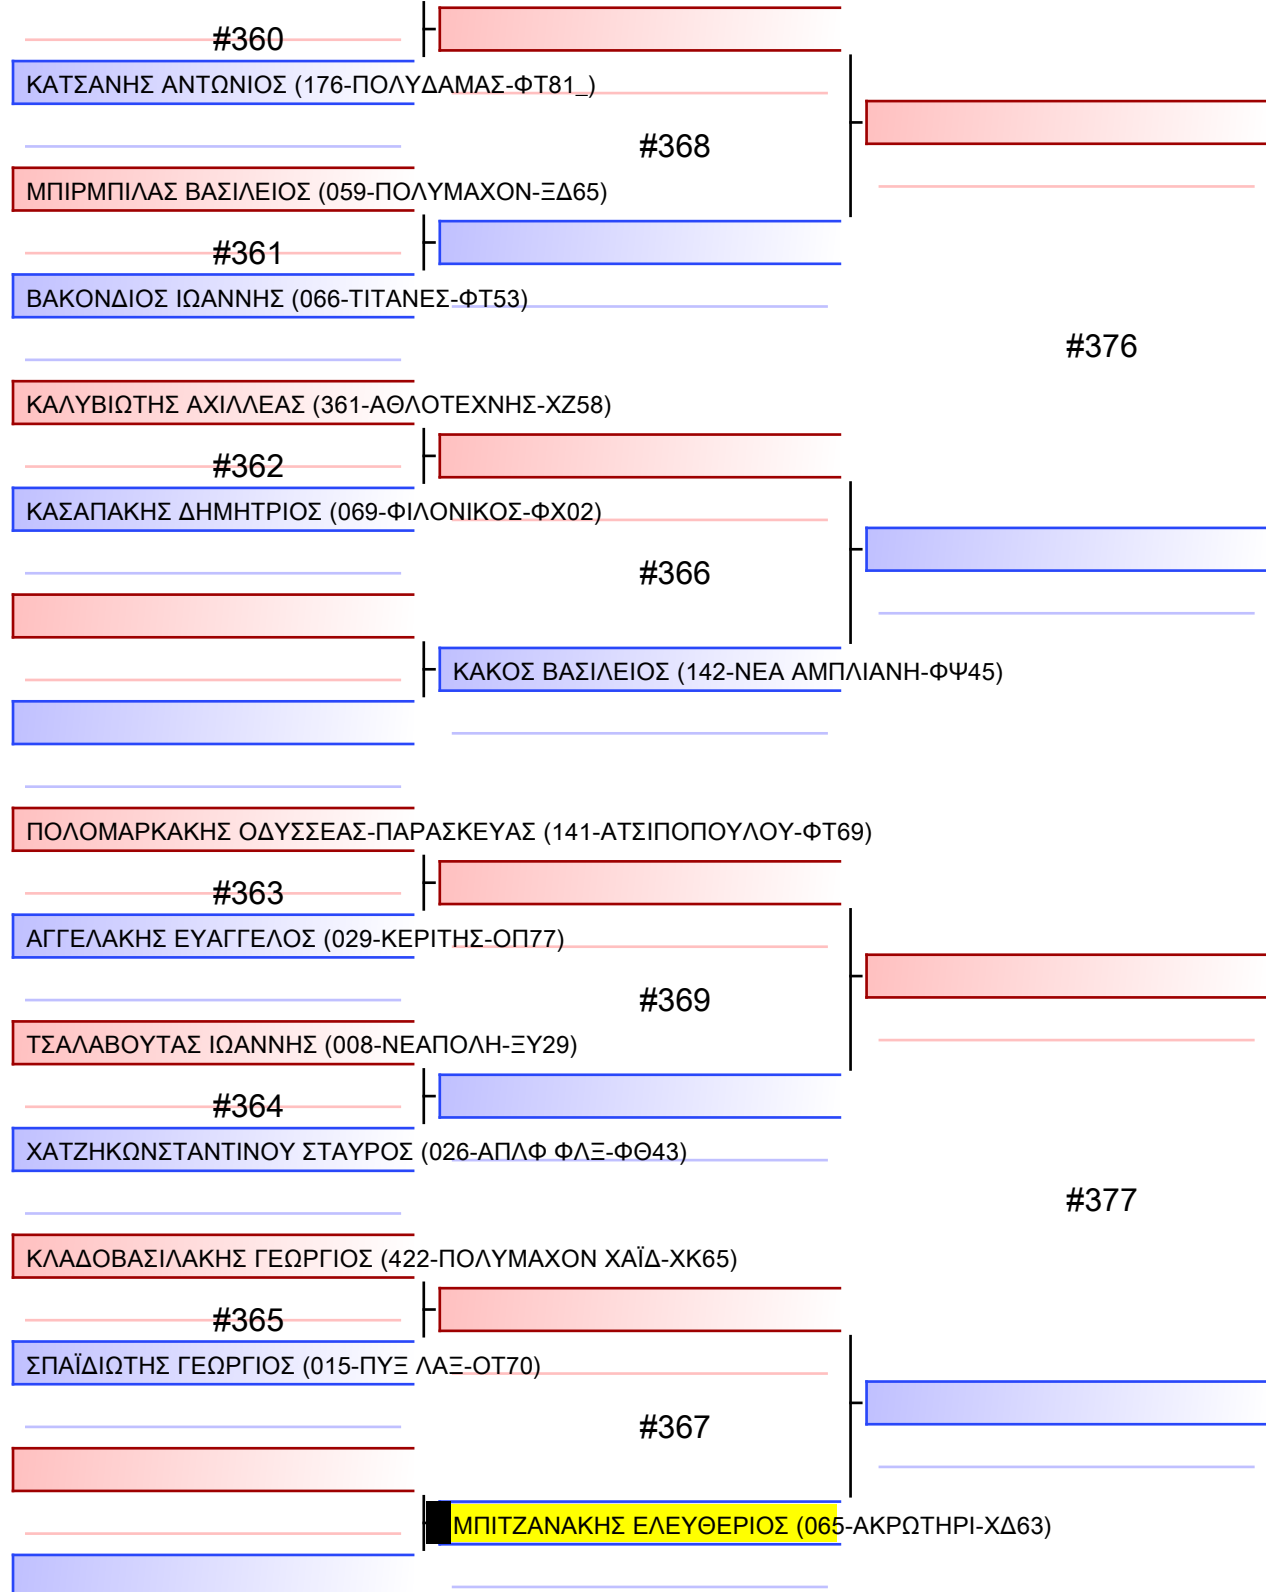 #360
ΚΑΤΣΑΝΗΣ ΑΝΤΩΝΙΟΣ (176-ΠΟΛΥΔΑΜΑΣ-ΦΤ81_)
#368
ΜΠΙΡΜΠΙΛΑΣ ΒΑΣΙΛΕΙΟΣ (059-ΠΟΛΥΜΑΧΟΝ-ΞΔ65)
#361
ΒΑΚΟΝΔΙΟΣ ΙΩΑΝΝΗΣ (066-ΤΙΤΑΝΕΣ-ΦΤ53)
#376
ΚΑΛΥΒΙΩΤΗΣ ΑΧΙΛΛΕΑΣ (361-ΑΘΛΟΤΕΧΝΗΣ-ΧΖ58)
#362
ΚΑΣΑΠΑΚΗΣ ΔΗΜΗΤΡΙΟΣ (069-ΦΙΛΟΝΙΚΟΣ-ΦΧ02)
#366
ΚΑΚΟΣ ΒΑΣΙΛΕΙΟΣ (142-ΝΕΑ ΑΜΠΛΙΑΝΗ-ΦΨ45)
ΠΟΛΟΜΑΡΚΑΚΗΣ ΟΔΥΣΣΕΑΣ-ΠΑΡΑΣΚΕΥΑΣ (141-ΑΤΣΙΠΟΠΟΥΛΟΥ-ΦΤ69)
#363
ΑΓΓΕΛΑΚΗΣ ΕΥΑΓΓΕΛΟΣ (029-ΚΕΡΙΤΗΣ-ΟΠ77)
#369
ΤΣΑΛΑΒΟΥΤΑΣ ΙΩΑΝΝΗΣ (008-ΝΕΑΠΟΛΗ-ΞΥ29)
#364
ΧΑΤΖΗΚΩΝΣΤΑΝΤΙΝΟΥ ΣΤΑΥΡΟΣ (026-ΑΠΛΦ ΦΛΞ-ΦΘ43)
#377
ΚΛΑΔΟΒΑΣΙΛΑΚΗΣ ΓΕΩΡΓΙΟΣ (422-ΠΟΛΥΜΑΧΟΝ ΧΑΪΔ-ΧΚ65)
#365
ΣΠΑΪΔΙΩΤΗΣ ΓΕΩΡΓΙΟΣ (015-ΠΥΞ ΛΑΞ-ΟΤ70)
#367
ΜΠΙΤΖΑΝΑΚΗΣ ΕΛΕΥΘΕΡΙΟΣ (065-ΑΚΡΩΤΗΡΙ-ΧΔ63)